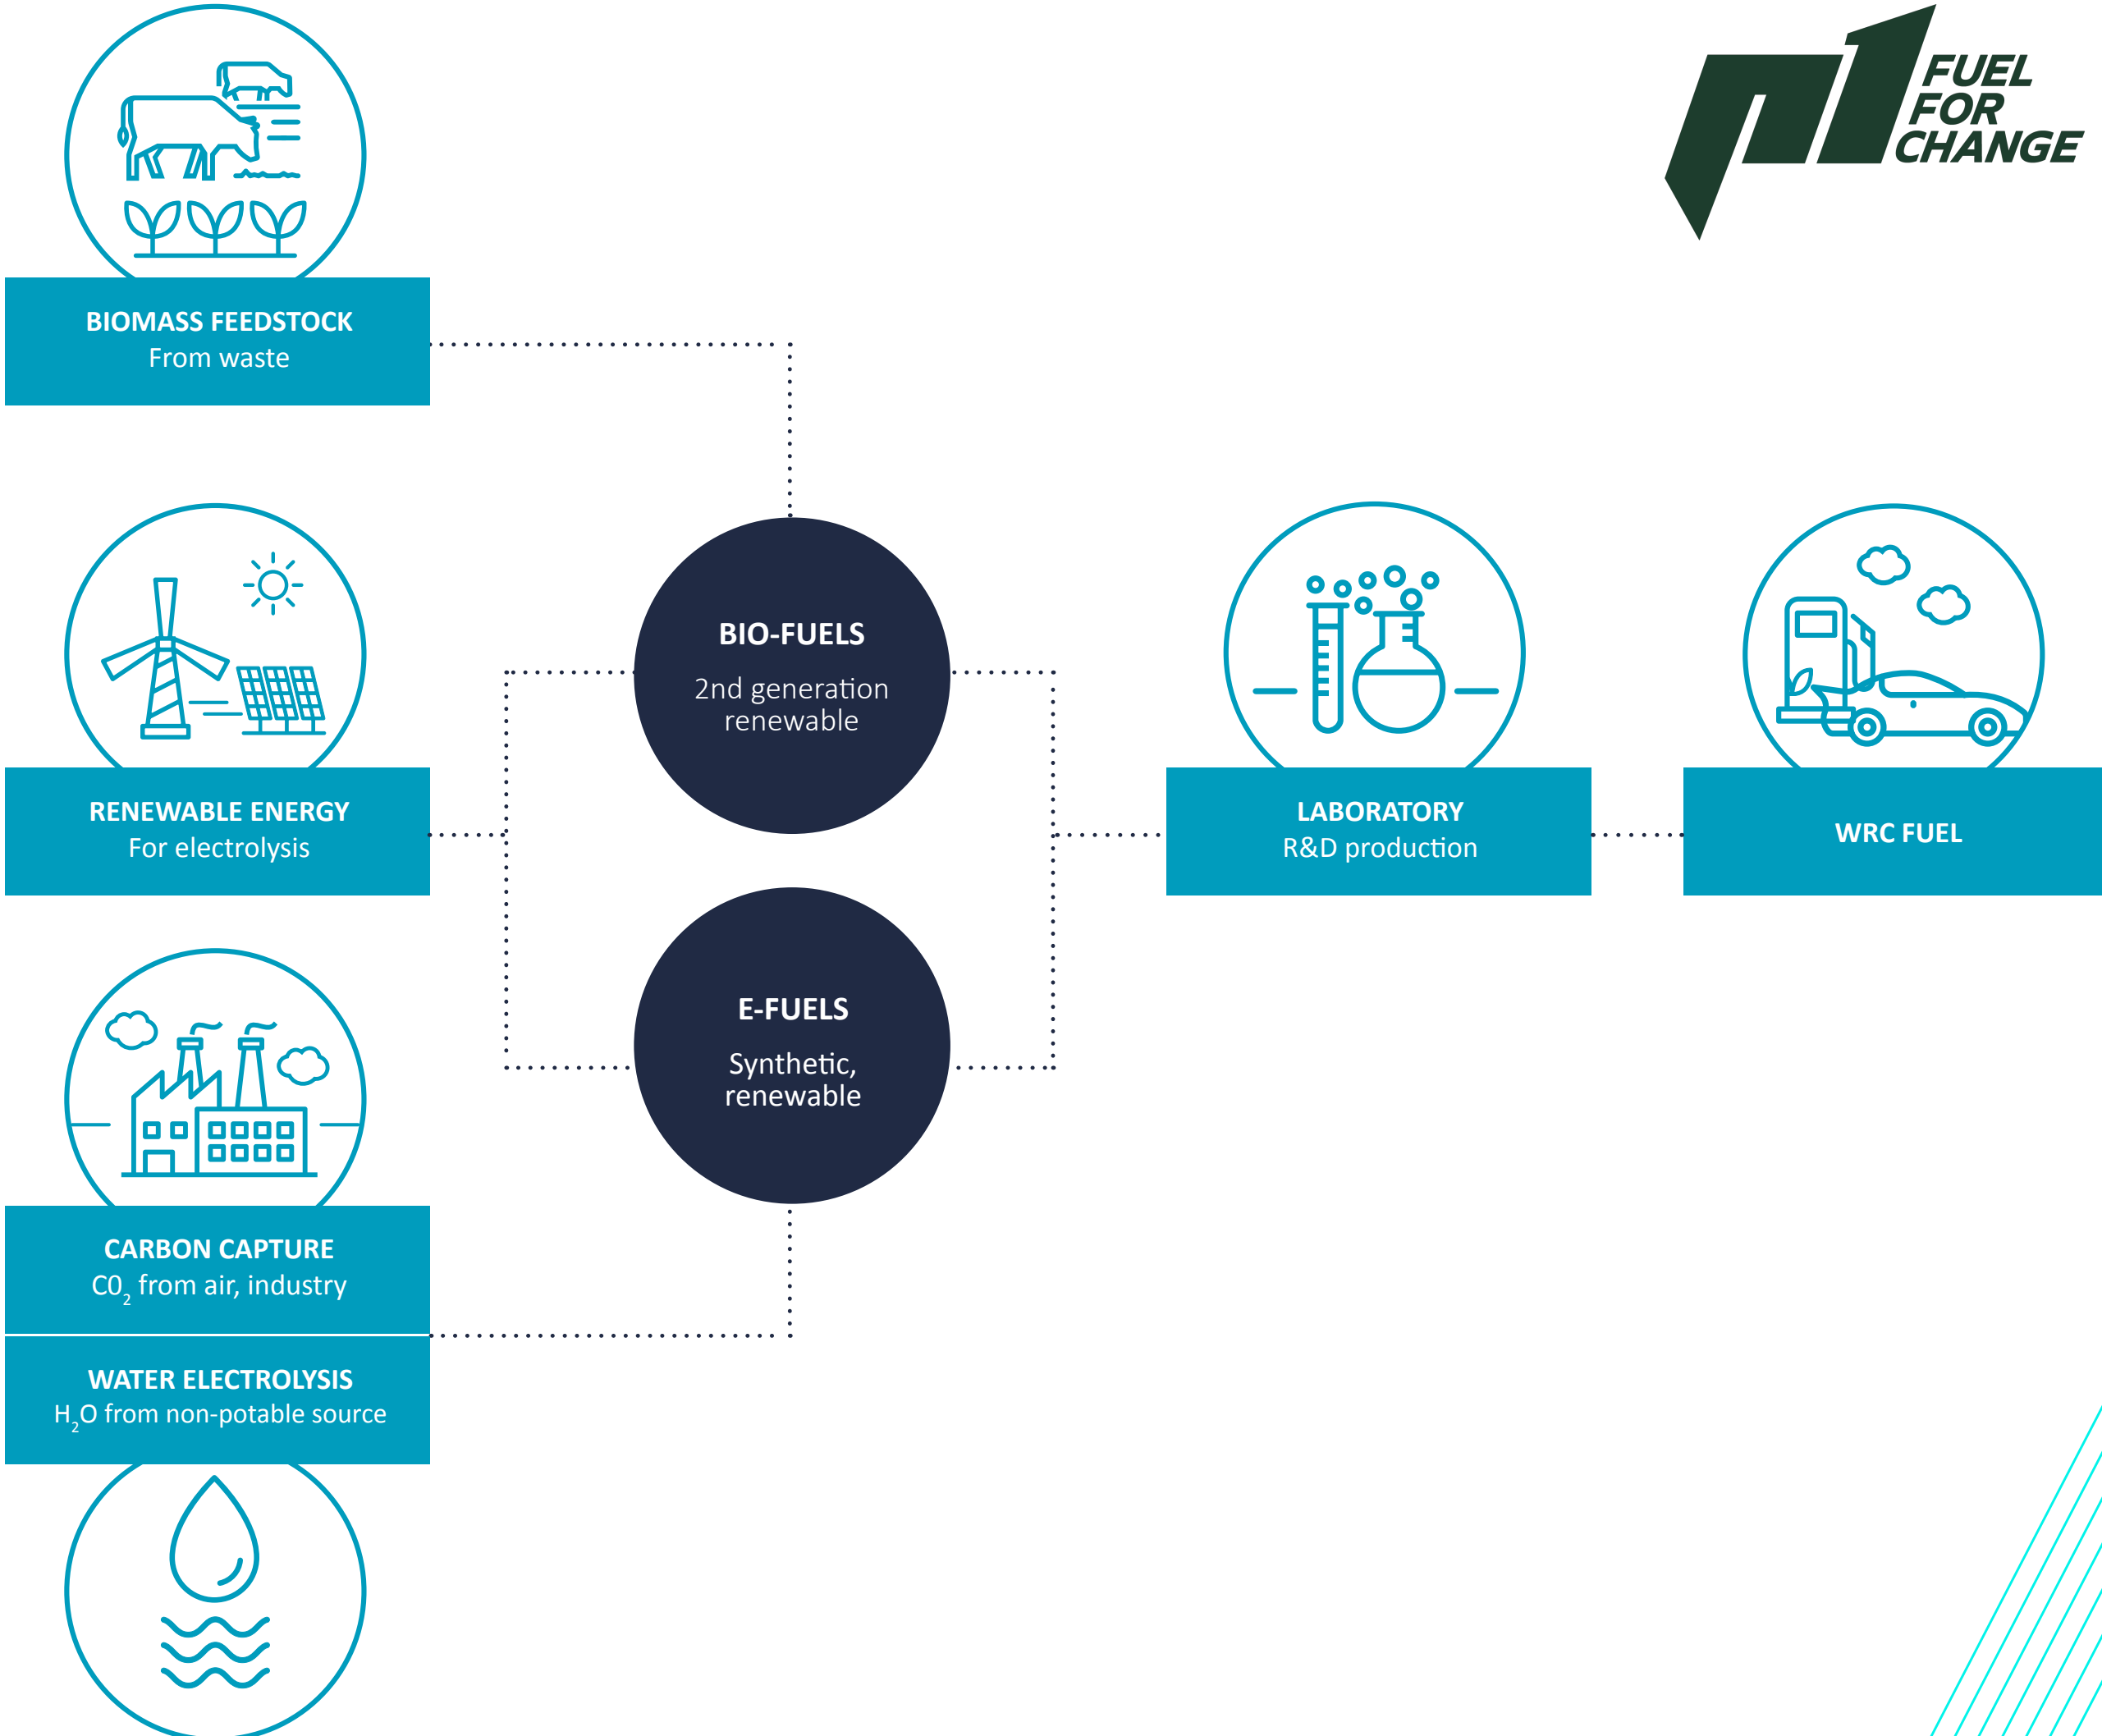 P1
FUEL
FOR
CHANGE
BIOMASS FEEDSTOCK
From waste
BIO-FUELS
2nd generation
renewable
RENEWABLE ENERGY
For electrolysis
LABORATORY
R&D production
WRC FUEL
E-FUELS
Synthetic,
renewable
CARBON CAPTURE
C0₂ from air, industry
WATER ELECTROLYSIS
H₂O from non-potable source